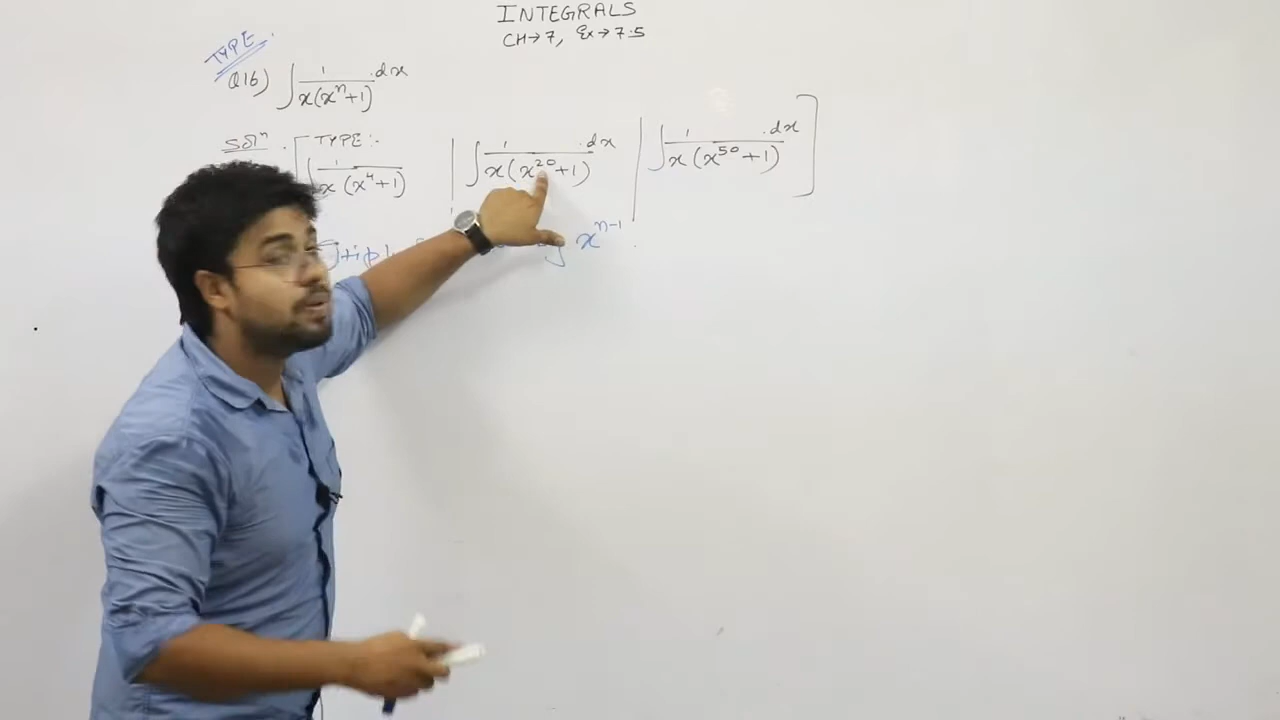 INTEGRALS
CH→7, Ex→7.5
TYPE
Q16) ∫ 1/x(xⁿ+1) .dx
Solⁿ. [TYPE:- ∫ 1/x(x⁴+1) | ∫ 1/x(x²⁰+1) .dx | ∫ 1/x(x⁵⁰+1) .dx ]
xⁿ⁻¹.